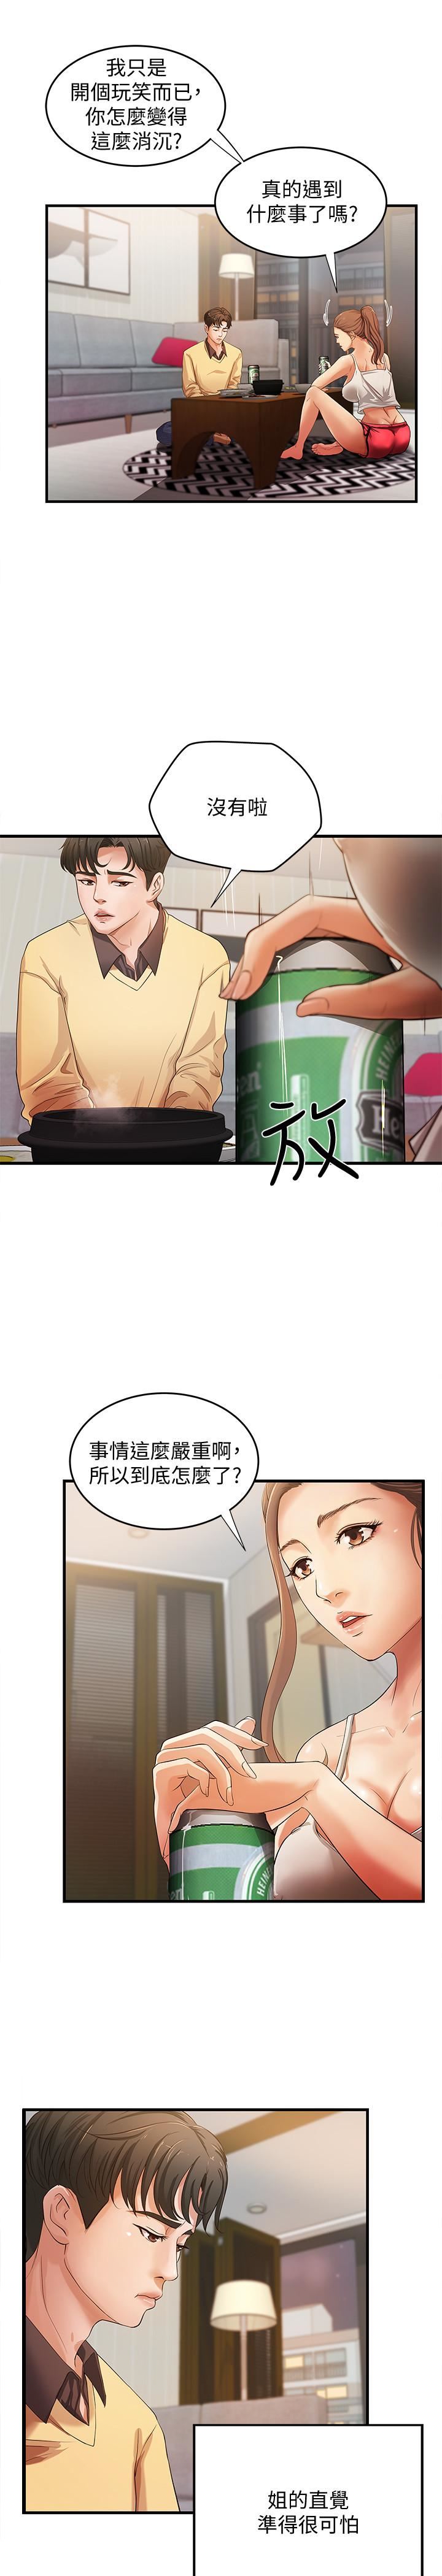 我只是
開個玩笑而已，
你怎麼變得
這麼消沉?
真的遇到
什麼事了嗎?
沒有啦
?
放
事情這麼嚴重啊，
所以到底怎麼了?
HEINE
姐的直覺
準得很可怕